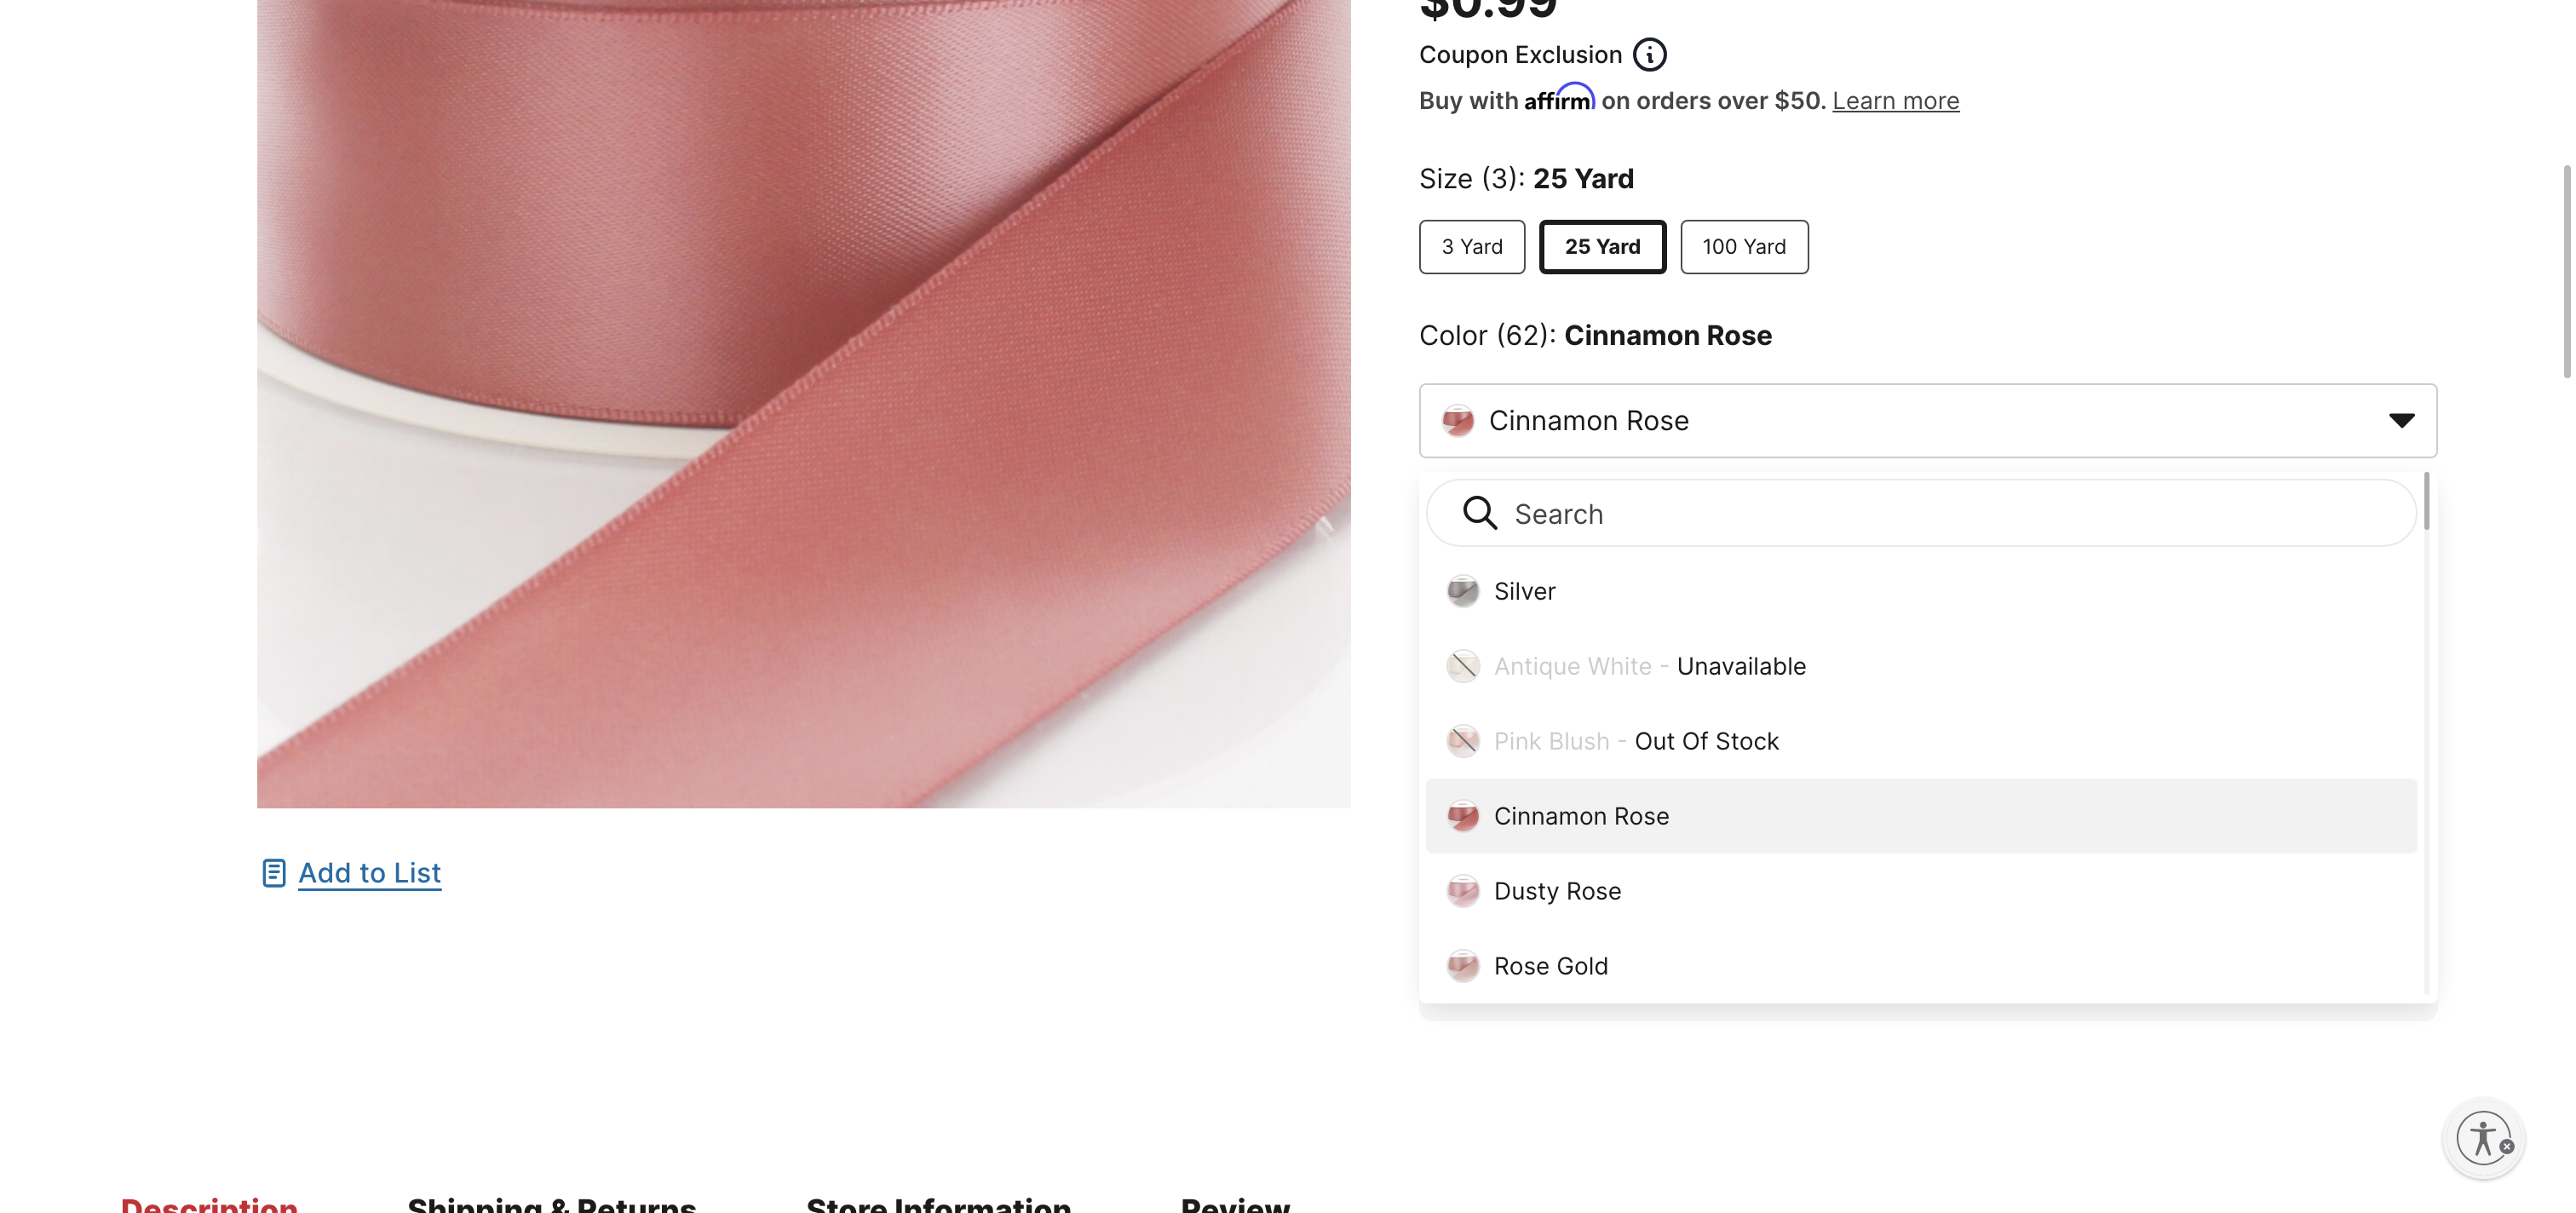 $0.99
Coupon Exclusion
Buy with affirm on orders over $50. Learn more
Size (3): 25 Yard
3 Yard
25 Yard
100 Yard
Color (62): Cinnamon Rose
Cinnamon Rose
Search
Silver
Antique White - Unavailable
Pink Blush - Out Of Stock
Cinnamon Rose
Dusty Rose
Rose Gold
Add to List
Description
Shipping & Returns
Store Information
Review